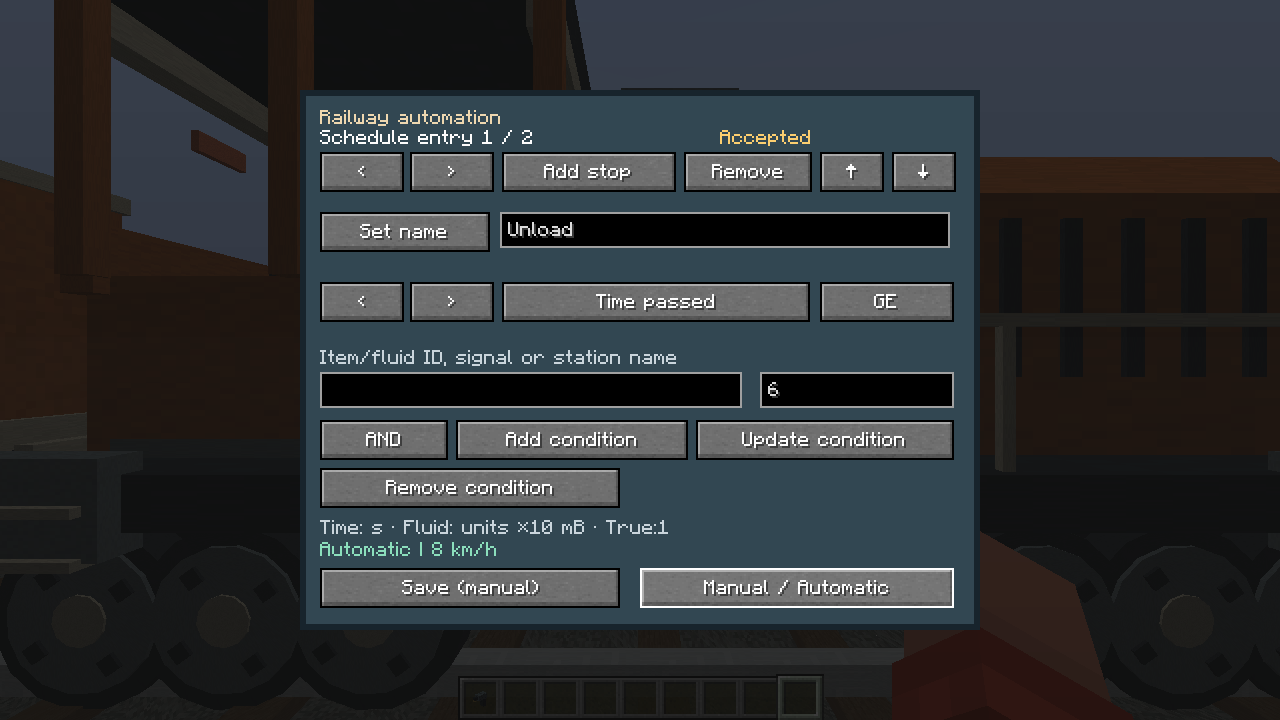 Railway automation
Schedule entry 1 / 2 Accepted
< > Add stop Remove ↑ ↓
Set name Unload
< > Time passed GE
Item/fluid ID, signal or station name
6
AND Add condition Update condition
Remove condition
Time: s · Fluid: units ×10 mB · True:1
Automatic | 8 km/h
Save (manual) Manual / Automatic